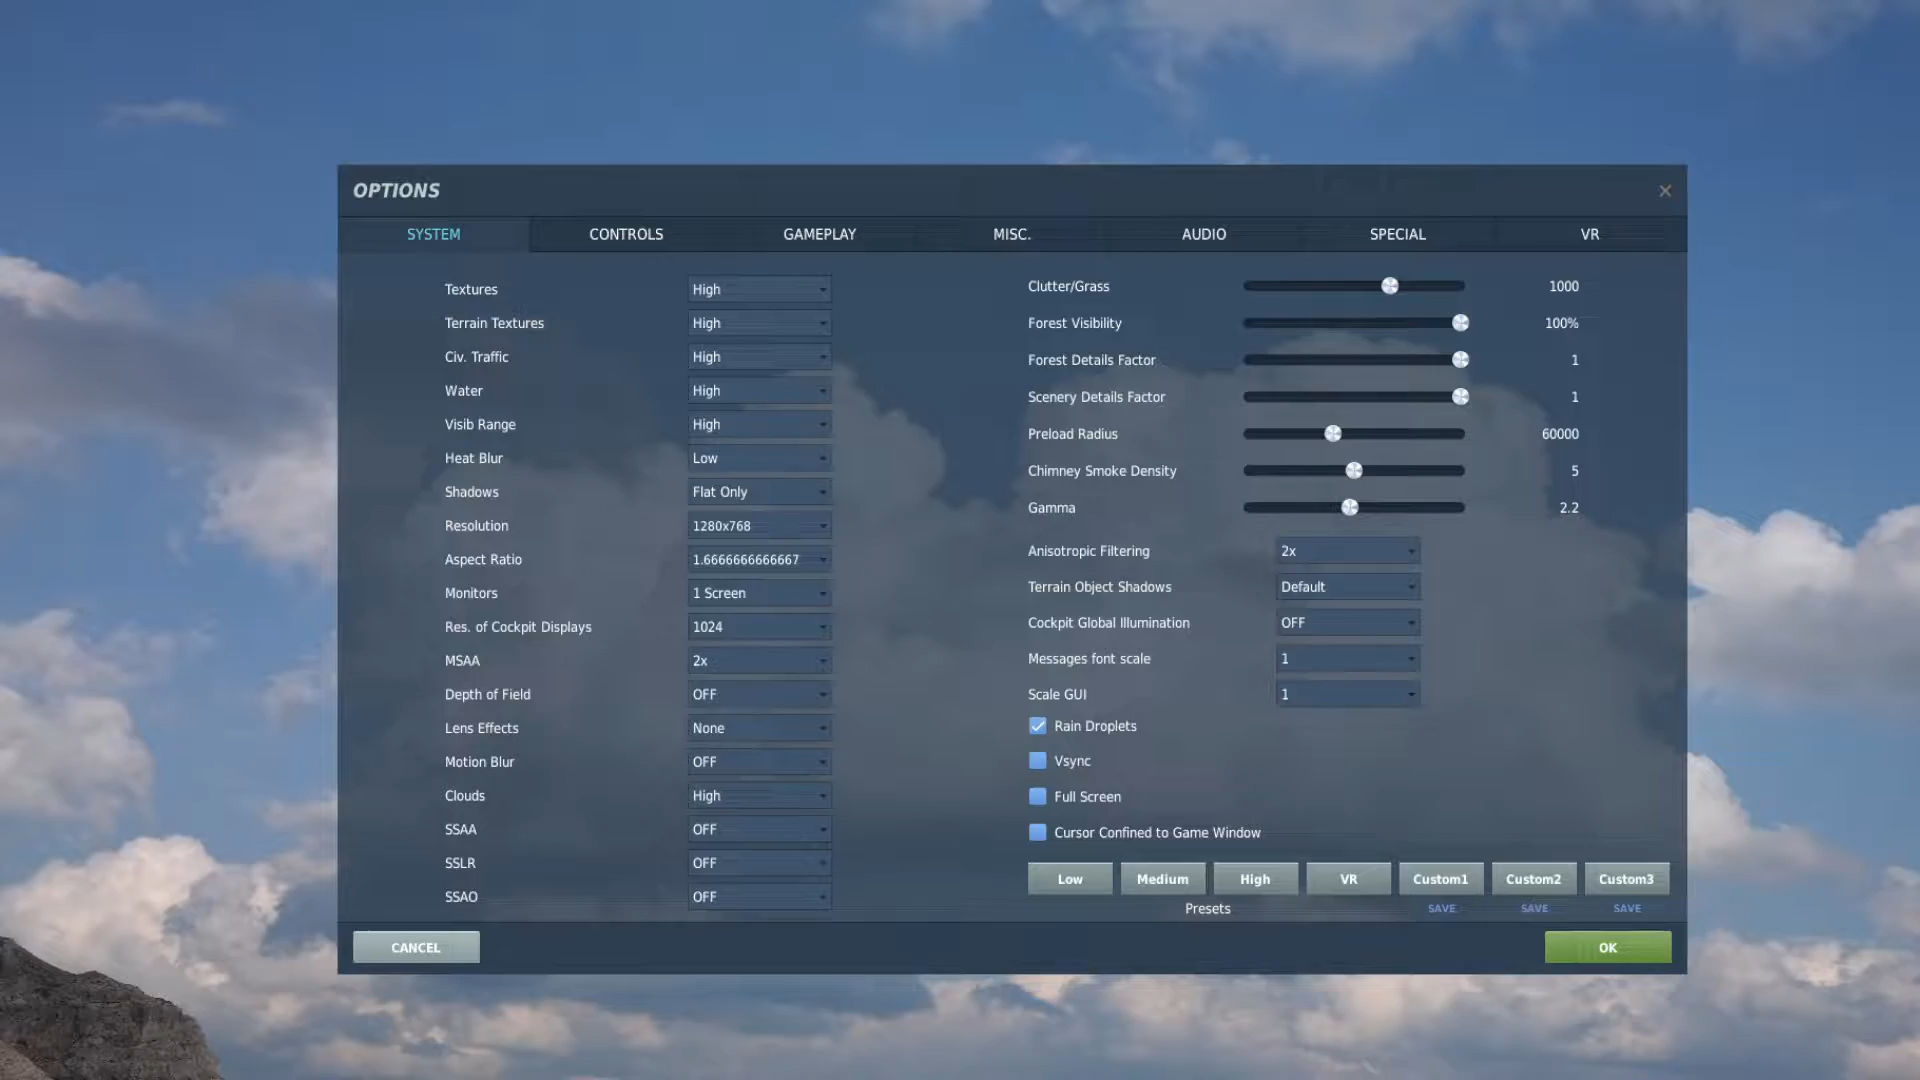 OPTIONS
SYSTEM CONTROLS GAMEPLAY MISC. AUDIO SPECIAL VR
Textures High
Terrain Textures High
Civ. Traffic High
Water High
Visib Range High
Heat Blur Low
Shadows Flat Only
Resolution 1280x768
Aspect Ratio 1.6666666666667
Monitors 1 Screen
Res. of Cockpit Displays 1024
MSAA 2x
Depth of Field OFF
Lens Effects None
Motion Blur OFF
Clouds High
SSAA OFF
SSLR OFF
SSAO OFF
Clutter/Grass 1000
Forest Visibility 100%
Forest Details Factor 1
Scenery Details Factor 1
Preload Radius 60000
Chimney Smoke Density 5
Gamma 2.2
Anisotropic Filtering 2x
Terrain Object Shadows Default
Cockpit Global Illumination OFF
Messages font scale 1
Scale GUI 1
Rain Droplets
Vsync
Full Screen
Cursor Confined to Game Window
Low Medium High VR Custom1 Custom2 Custom3
Presets SAVE SAVE SAVE
CANCEL OK